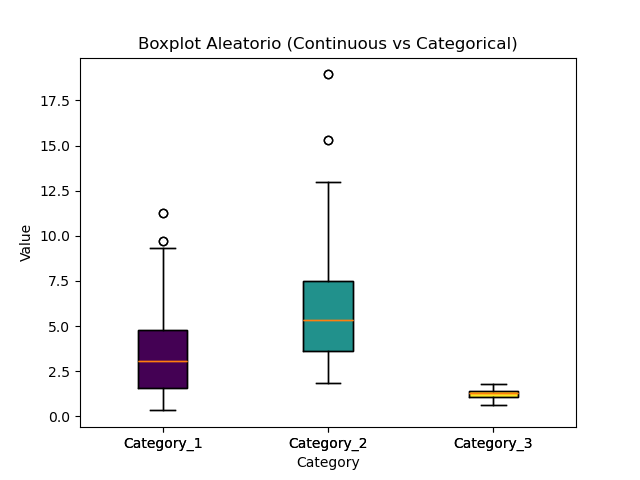 Boxplot Aleatorio (Continuous vs Categorical)
17.5
15.0
12.5
10.0
7.5
5.0
2.5
0.0
Value
Category_1 Category_2 Category_3
Category